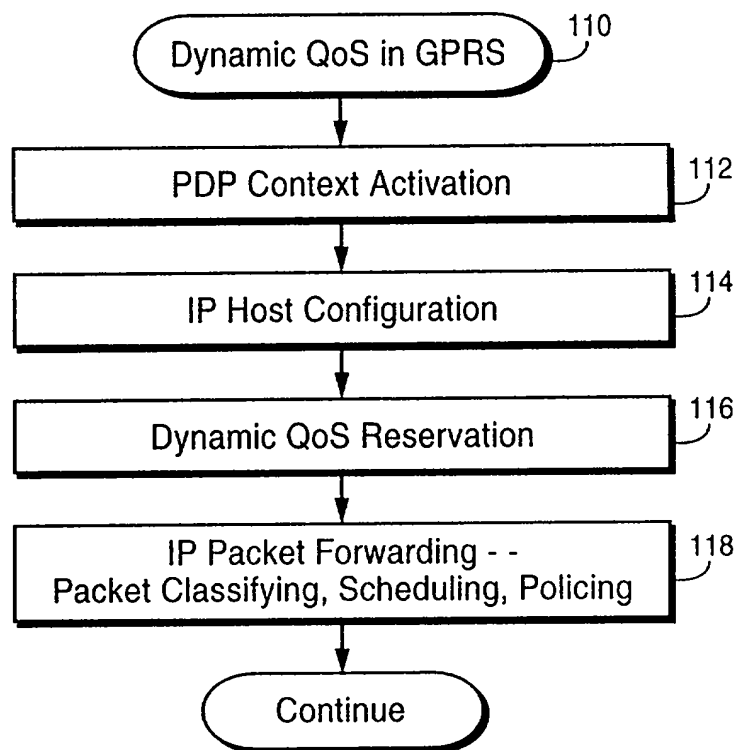 Dynamic QoS in GPRS
110
PDP Context Activation
112
IP Host Configuration
114
Dynamic QoS Reservation
116
IP Packet Forwarding - -
Packet Classifying, Scheduling, Policing
118
Continue